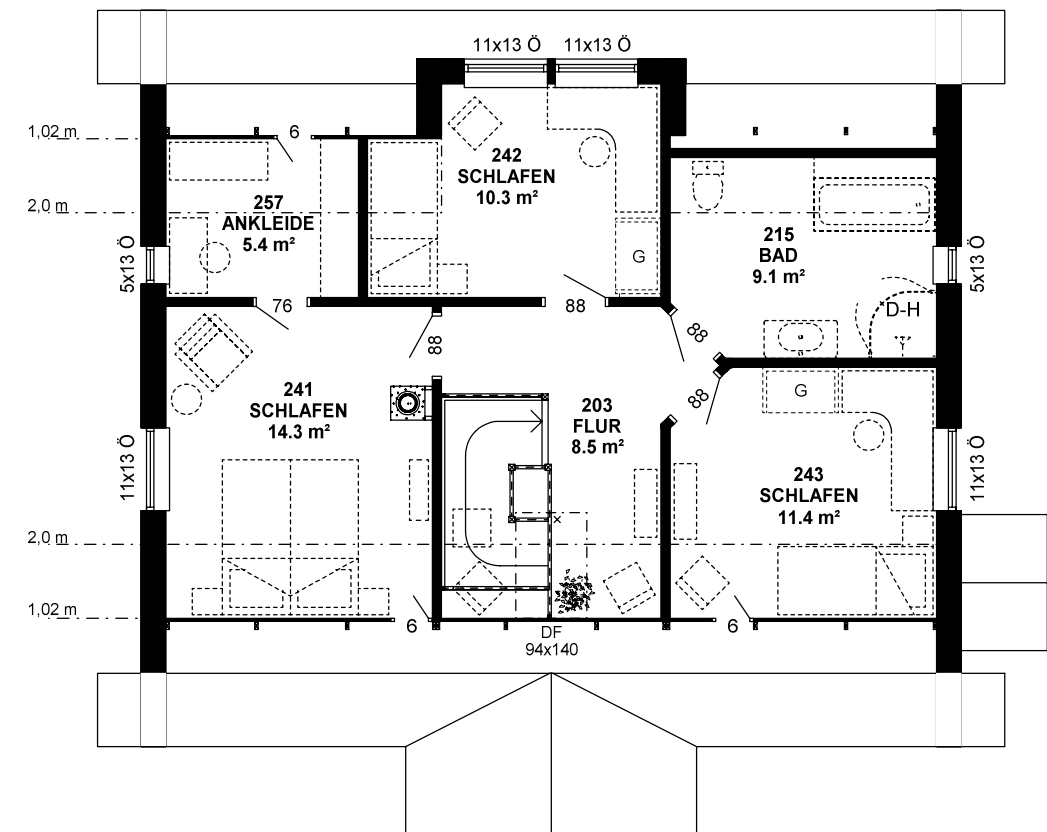 11x13 Ö 11x13 Ö
1,02 m
6
242
SCHLAFEN
10.3 m²
257
ANKLEIDE
5.4 m²
2,0 m
215
BAD
9.1 m²
5x13 Ö
5x13 Ö
G
76
88
D-H
88
88
88
241
SCHLAFEN
14.3 m²
203
FLUR
8.5 m²
G
11x13 Ö
243
SCHLAFEN
11.4 m²
11x13 Ö
2,0 m
1,02 m
6
DF
94x140
6